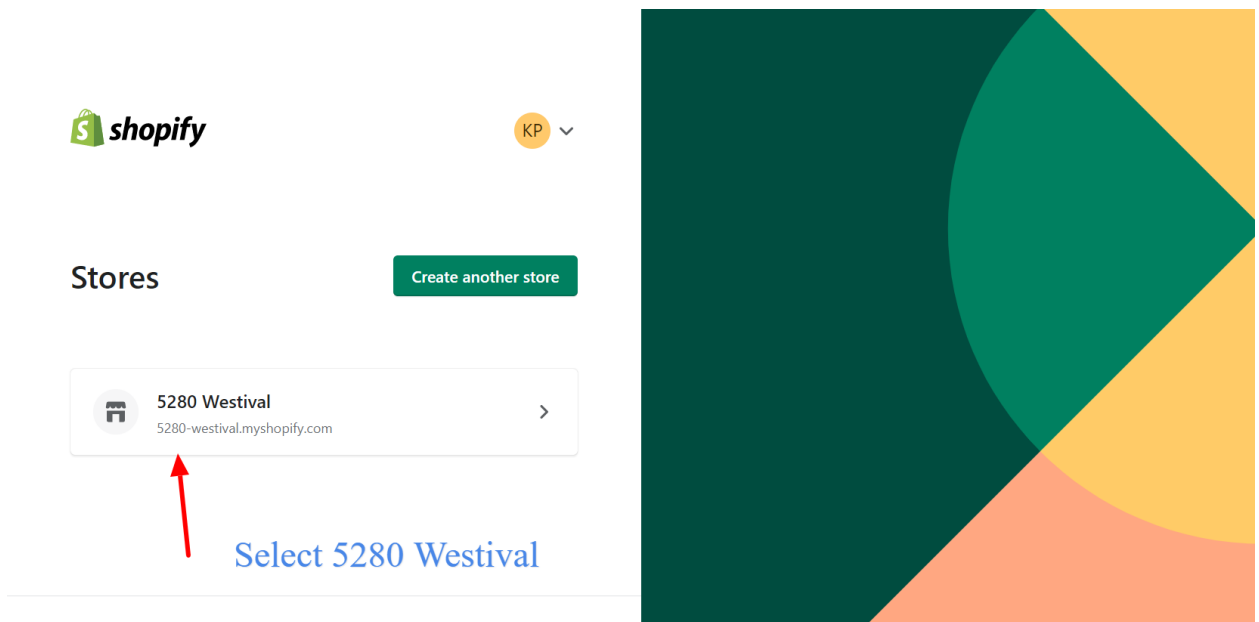 shopify
KP
Stores
Create another store
5280 Westival
5280-westival.myshopify.com
Select 5280 Westival